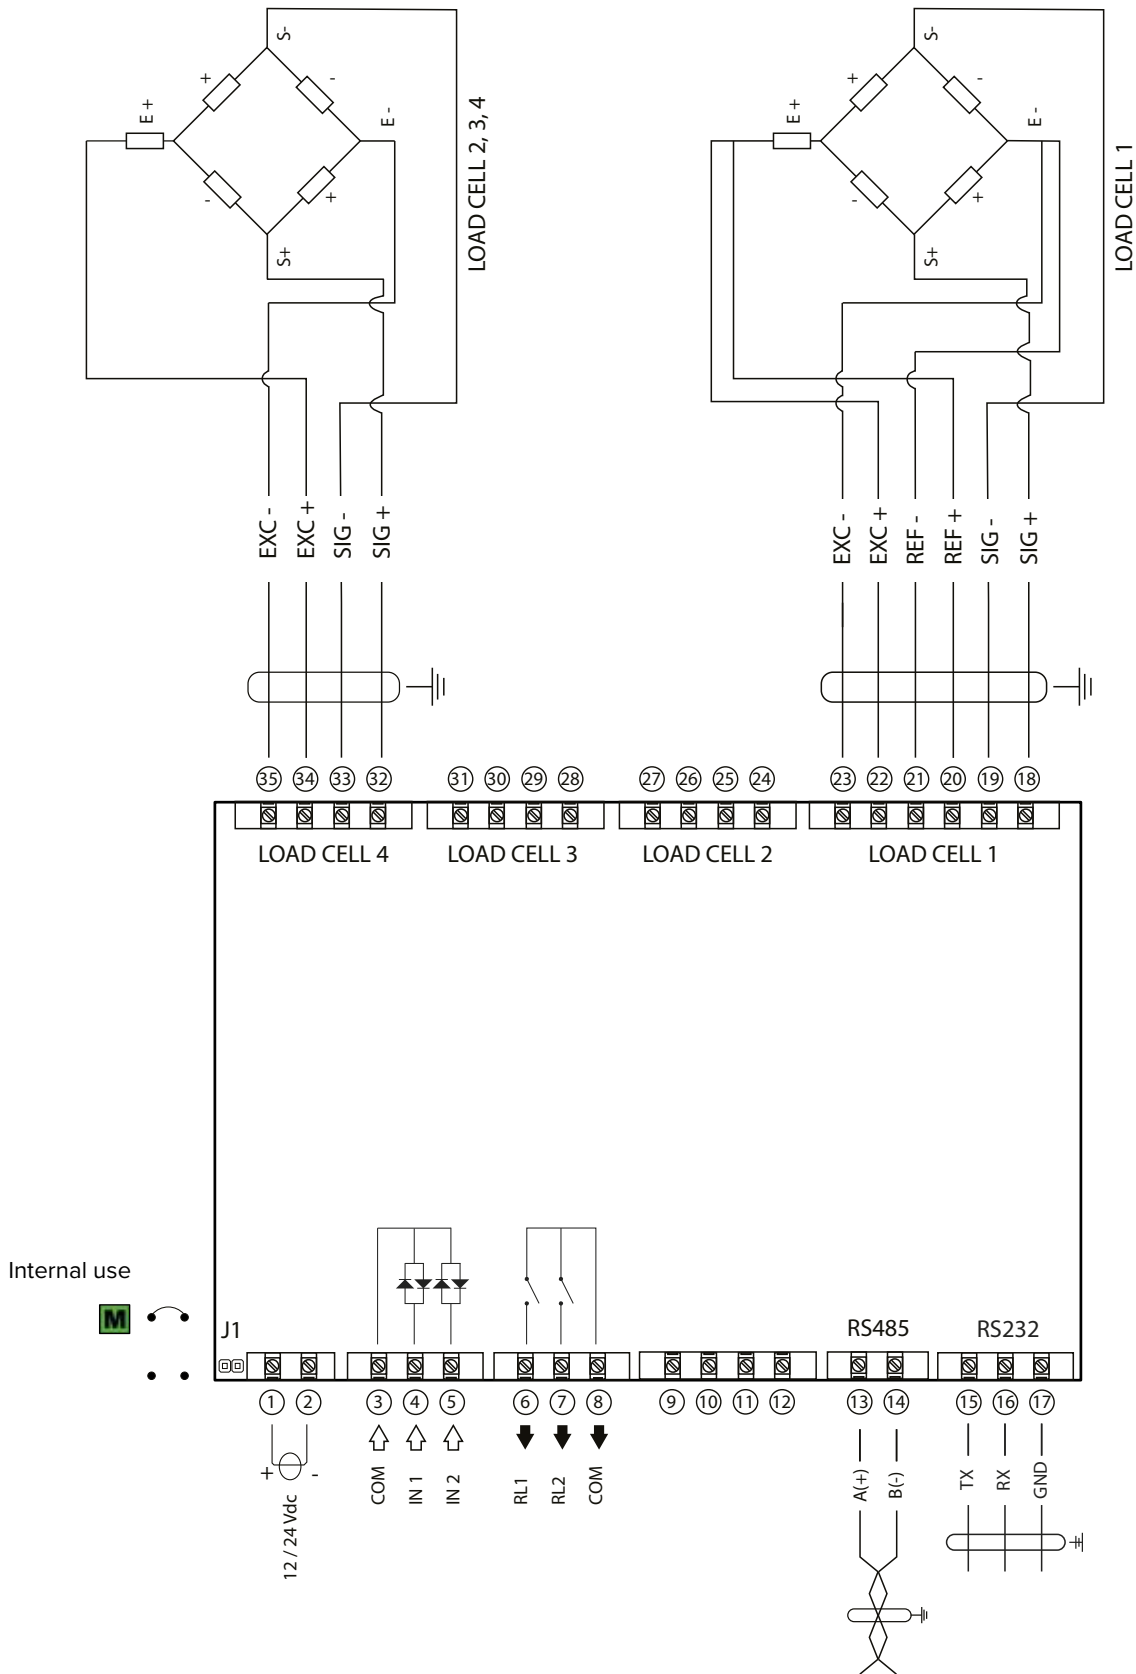 S-
+
-
E +
E -
-
+
S+
LOAD CELL 2, 3, 4
S-
+
-
E +
E -
-
+
S+
LOAD CELL 1
EXC -
EXC +
SIG -
SIG +
EXC -
EXC +
REF -
REF +
SIG -
SIG +
35 34 33 32 31 30 29 28 27 26 25 24 23 22 21 20 19 18
LOAD CELL 4
LOAD CELL 3
LOAD CELL 2
LOAD CELL 1
Internal use
M
J1
RS485
RS232
1 2 3 4 5 6 7 8 9 10 11 12 13 14 15 16 17
+ -
12 / 24 Vdc
COM
IN 1
IN 2
RL1
RL2
COM
A(+)
B(-)
TX
RX
GND